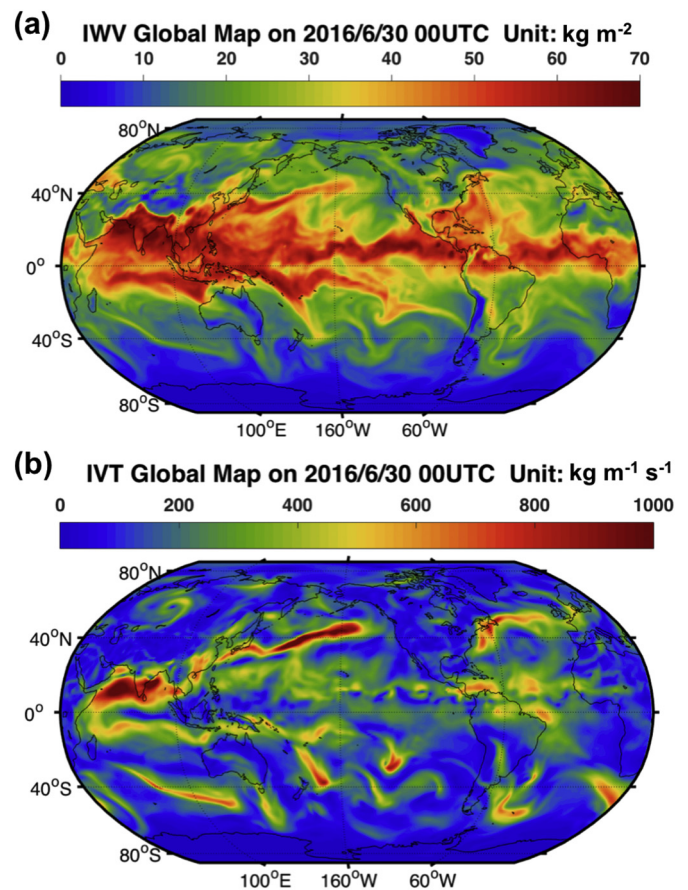 (a)
IWV Global Map on 2016/6/30 00UTC Unit: kg m-2
0 10 20 30 40 50 60 70
80oN
40oN
0o
40oS
80oS
100oE 160oW 60oW
(b)
IVT Global Map on 2016/6/30 00UTC Unit: kg m-1 s-1
0 200 400 600 800 1000
80oN
40oN
0o
40oS
80oS
100oE 160oW 60oW